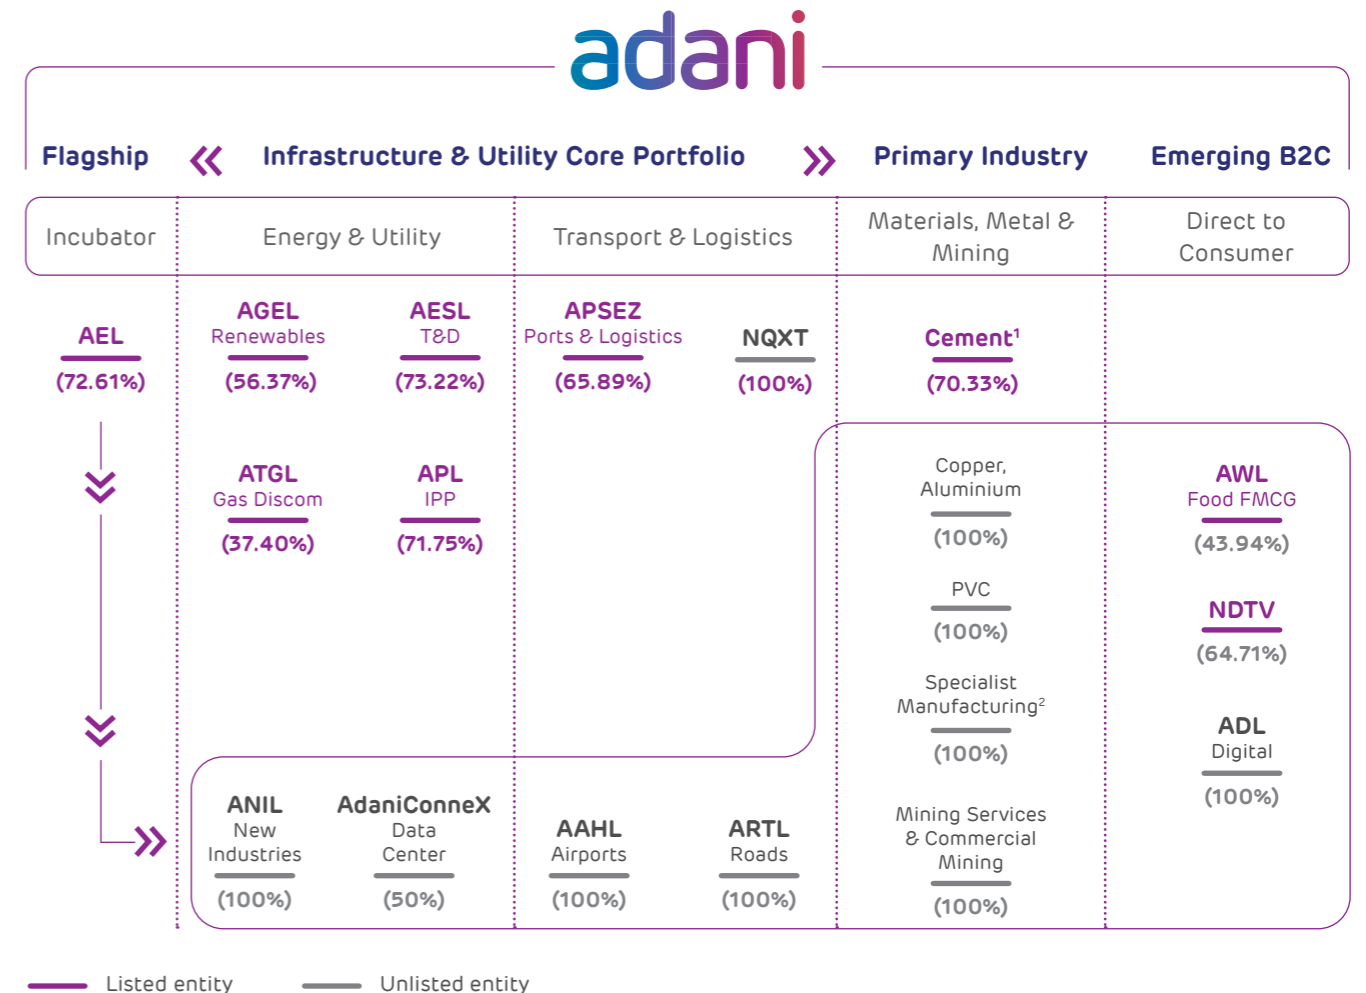 adani
Flagship
Infrastructure & Utility Core Portfolio
Primary Industry
Emerging B2C
Incubator
Energy & Utility
Transport & Logistics
Materials, Metal &
Mining
Direct to
Consumer
AEL
(72.61%)
AGEL
Renewables
(56.37%)
AESL
T&D
(73.22%)
APSEZ
Ports & Logistics
(65.89%)
NQXT
(100%)
Cement¹
(70.33%)
ATGL
Gas Discom
(37.40%)
APL
IPP
(71.75%)
Copper,
Aluminium
(100%)
PVC
(100%)
Specialist
Manufacturing²
(100%)
Mining Services
& Commercial
Mining
(100%)
AWL
Food FMCG
(43.94%)
NDTV
(64.71%)
ADL
Digital
(100%)
ANIL
New
Industries
(100%)
AdaniConneX
Data
Center
(50%)
AAHL
Airports
(100%)
ARTL
Roads
(100%)
Listed entity
Unlisted entity